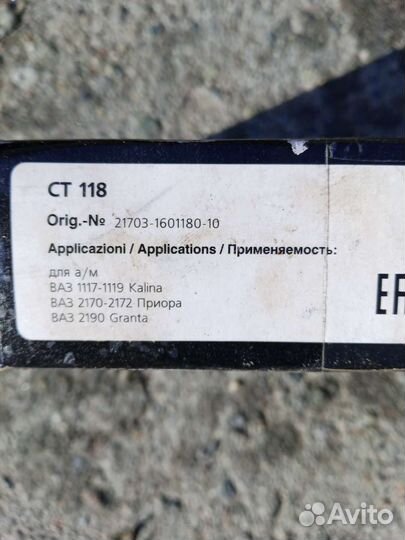 CT 118
Orig.-№ 21703-1601180-10
Applicazioni / Applications / Применяемость:
для а/м
ВАЗ 1117-1119 Kalina
ВАЗ 2170-2172 Приора
ВАЗ 2190 Granta
Avito